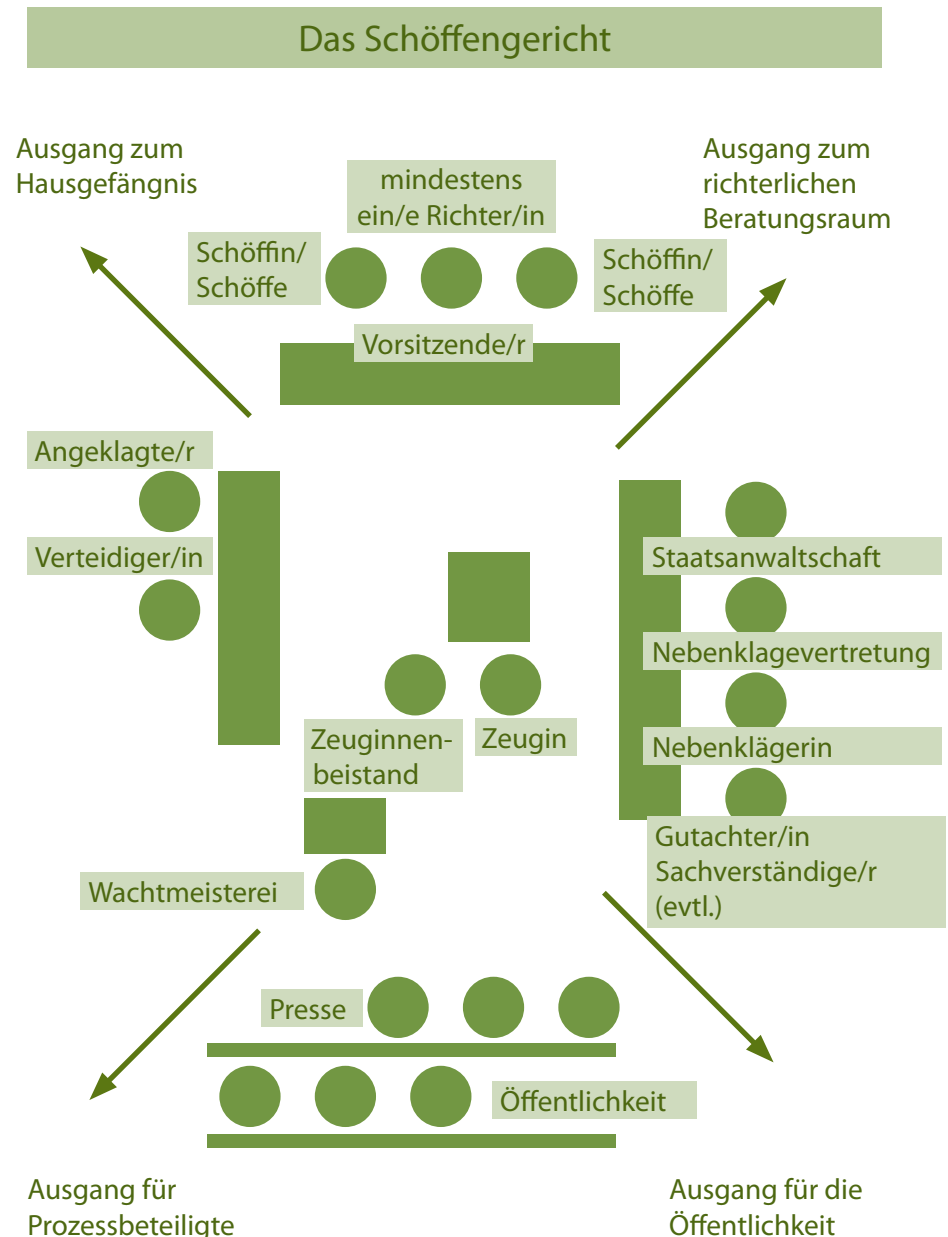 Das Schöffengericht
Ausgang zum
Hausgefängnis
Ausgang zum
richterlichen
Beratungsraum
mindestens
ein/e Richter/in
Schöffin/
Schöffe
Schöffin/
Schöffe
Vorsitzende/r
Angeklagte/r
Verteidiger/in
Staatsanwaltschaft
Nebenklagevertretung
Zeuginnen-
beistand
Zeugin
Nebenklägerin
Gutachter/in
Sachverständige/r
(evtl.)
Wachtmeisterei
Presse
Öffentlichkeit
Ausgang für
Prozessbeteiligte
Ausgang für die
Öffentlichkeit